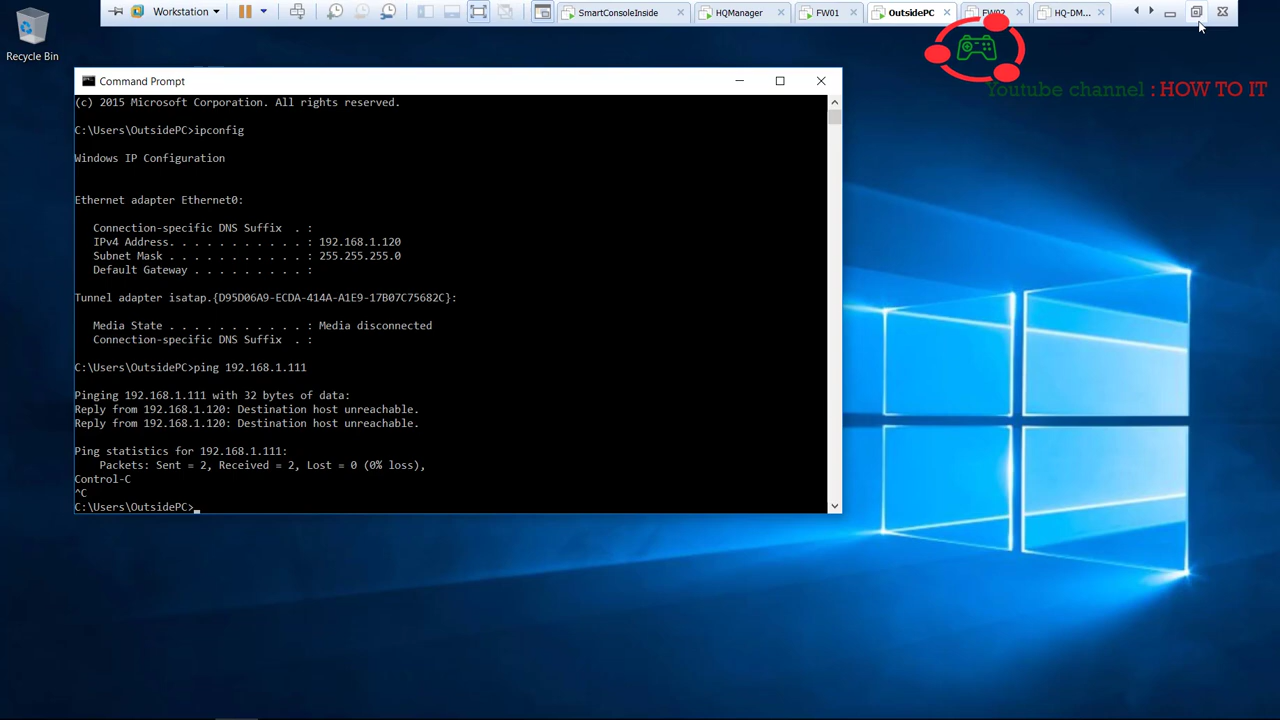 Workstation
SmartConsoleInside
HQManager
FW01
OutsidePC
FW02
HQ-DM...
Recycle Bin
Youtube channel : HOW TO IT
Command Prompt
(c) 2015 Microsoft Corporation. All rights reserved.
C:\Users\OutsidePC>ipconfig
Windows IP Configuration
Ethernet adapter Ethernet0:
Connection-specific DNS Suffix  . :
IPv4 Address. . . . . . . . . . . : 192.168.1.120
Subnet Mask . . . . . . . . . . . : 255.255.255.0
Default Gateway . . . . . . . . . :
Tunnel adapter isatap.{D95D06A9-ECDA-414A-A1E9-17B07C75682C}:
Media State . . . . . . . . . . . : Media disconnected
Connection-specific DNS Suffix  . :
C:\Users\OutsidePC>ping 192.168.1.111
Pinging 192.168.1.111 with 32 bytes of data:
Reply from 192.168.1.120: Destination host unreachable.
Reply from 192.168.1.120: Destination host unreachable.
Ping statistics for 192.168.1.111:
Packets: Sent = 2, Received = 2, Lost = 0 (0% loss),
Control-C
^C
C:\Users\OutsidePC>_